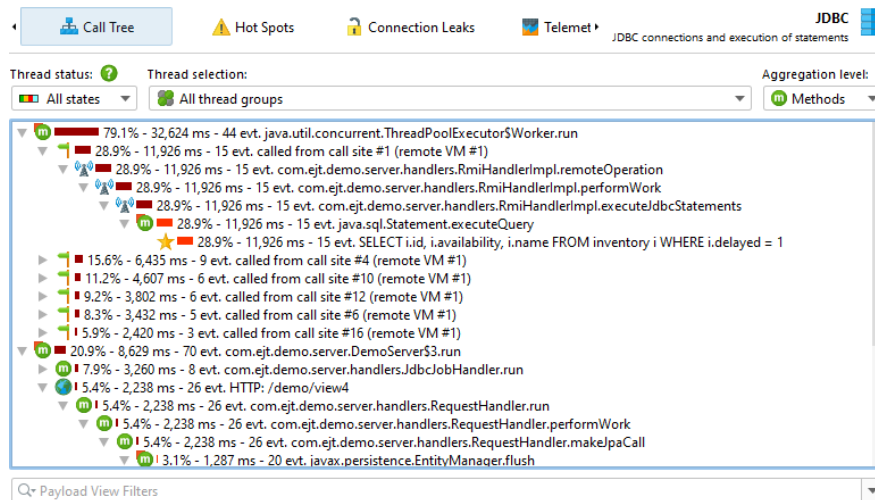 Call Tree
Hot Spots
Connection Leaks
Telemet
JDBC
JDBC connections and execution of statements
Thread status:
Thread selection:
Aggregation level:
All states
All thread groups
Methods
79.1% - 32,624 ms - 44 evt. java.util.concurrent.ThreadPoolExecutor$Worker.run
28.9% - 11,926 ms - 15 evt. called from call site #1 (remote VM #1)
28.9% - 11,926 ms - 15 evt. com.ejt.demo.server.handlers.RmiHandlerImpl.remoteOperation
28.9% - 11,926 ms - 15 evt. com.ejt.demo.server.handlers.RmiHandlerImpl.performWork
28.9% - 11,926 ms - 15 evt. com.ejt.demo.server.handlers.RmiHandlerImpl.executeJdbcStatements
28.9% - 11,926 ms - 15 evt. java.sql.Statement.executeQuery
28.9% - 11,926 ms - 15 evt. SELECT i.id, i.availability, i.name FROM inventory i WHERE i.delayed = 1
15.6% - 6,435 ms - 9 evt. called from call site #4 (remote VM #1)
11.2% - 4,607 ms - 6 evt. called from call site #10 (remote VM #1)
9.2% - 3,802 ms - 6 evt. called from call site #12 (remote VM #1)
8.3% - 3,432 ms - 5 evt. called from call site #6 (remote VM #1)
5.9% - 2,420 ms - 3 evt. called from call site #16 (remote VM #1)
20.9% - 8,629 ms - 70 evt. com.ejt.demo.server.DemoServer$3.run
7.9% - 3,260 ms - 8 evt. com.ejt.demo.server.handlers.JdbcJobHandler.run
5.4% - 2,238 ms - 26 evt. HTTP: /demo/view4
5.4% - 2,238 ms - 26 evt. com.ejt.demo.server.handlers.RequestHandler.run
5.4% - 2,238 ms - 26 evt. com.ejt.demo.server.handlers.RequestHandler.performWork
5.4% - 2,238 ms - 26 evt. com.ejt.demo.server.handlers.RequestHandler.makeJpaCall
3.1% - 1,287 ms - 20 evt. javax.persistence.EntityManager.flush
Payload View Filters